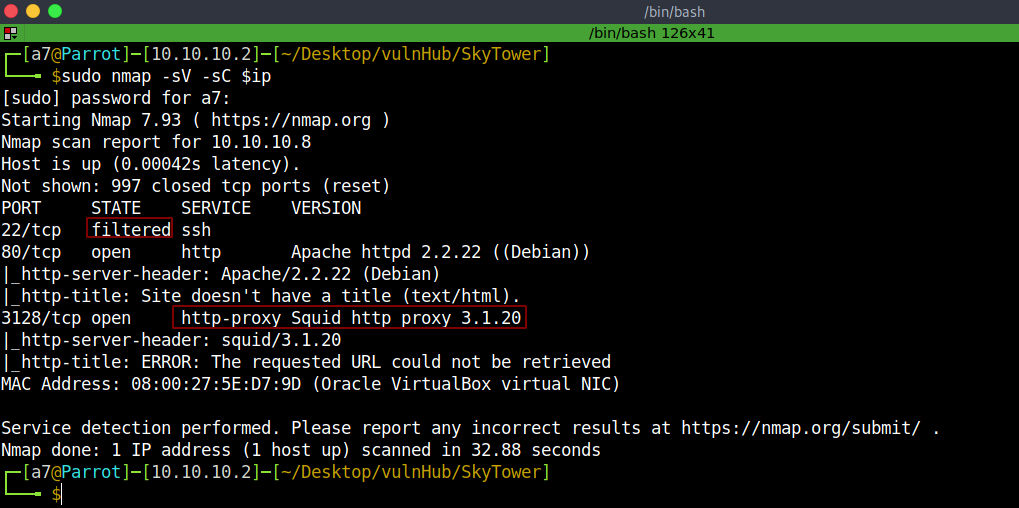 /bin/bash
/bin/bash 126x41
┌─[a7@Parrot]─[10.10.10.2]─[~/Desktop/vulnHub/SkyTower]
└──╼ $sudo nmap -sV -sC $ip
[sudo] password for a7:
Starting Nmap 7.93 ( https://nmap.org )
Nmap scan report for 10.10.10.8
Host is up (0.00042s latency).
Not shown: 997 closed tcp ports (reset)
PORT     STATE    SERVICE    VERSION
22/tcp   filtered ssh
80/tcp   open     http       Apache httpd 2.2.22 ((Debian))
|_http-server-header: Apache/2.2.22 (Debian)
|_http-title: Site doesn't have a title (text/html).
3128/tcp open     http-proxy Squid http proxy 3.1.20
|_http-server-header: squid/3.1.20
|_http-title: ERROR: The requested URL could not be retrieved
MAC Address: 08:00:27:5E:D7:9D (Oracle VirtualBox virtual NIC)
Service detection performed. Please report any incorrect results at https://nmap.org/submit/ .
Nmap done: 1 IP address (1 host up) scanned in 32.88 seconds
┌─[a7@Parrot]─[10.10.10.2]─[~/Desktop/vulnHub/SkyTower]
└──╼ $